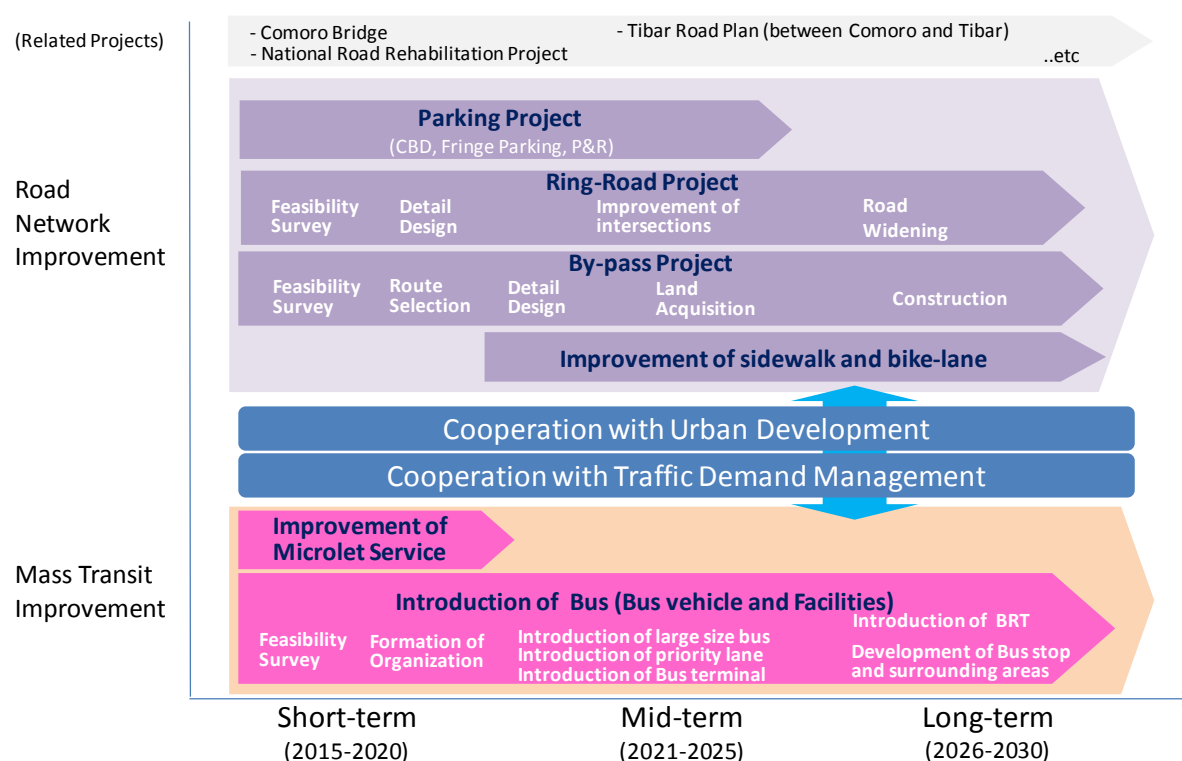 (Related Projects)
- Comoro Bridge
- Tibar Road Plan (between Comoro and Tibar)
- National Road Rehabilitation Project
..etc
Road
Network
Improvement
Parking Project
(CBD, Fringe Parking, P&R)
Ring-Road Project
Feasibility
Survey
Detail
Design
Improvement of
intersections
Road
Widening
By-pass Project
Feasibility
Survey
Route
Selection
Detail
Design
Land
Acquisition
Construction
Improvement of sidewalk and bike-lane
Cooperation with Urban Development
Cooperation with Traffic Demand Management
Mass Transit
Improvement
Improvement of
Microlet Service
Introduction of Bus (Bus vehicle and Facilities)
Feasibility
Survey
Formation of
Organization
Introduction of large size bus
Introduction of priority lane
Introduction of Bus terminal
Introduction of BRT
Development of Bus stop
and surrounding areas
Short-term
(2015-2020)
Mid-term
(2021-2025)
Long-term
(2026-2030)